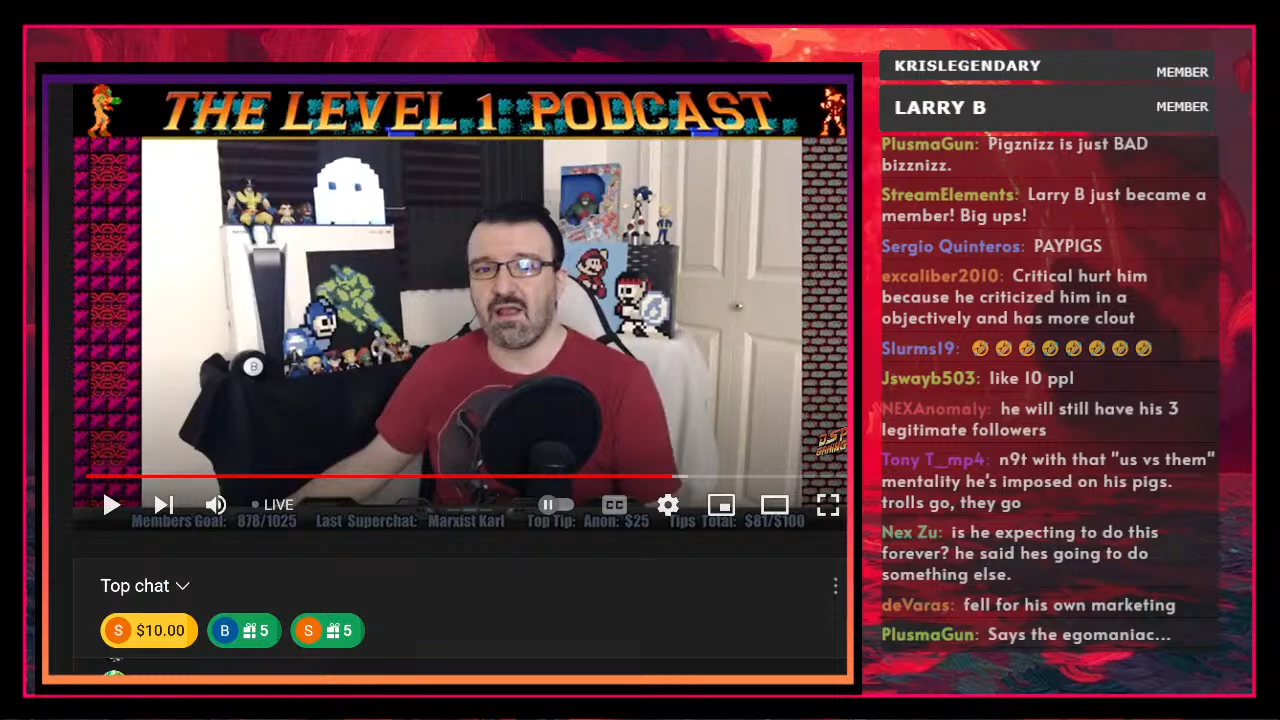 THE LEVEL 1 PODCAST
DSP
GAMING
8
LIVE
CC
Members Goal: 878/1025 Last Superchat: Marxist Karl Top Tip: Anon: $25 Tips Total: $81/$100
Top chat
S $10.00 B 5 S 5
KRISLEGENDARY MEMBER
LARRY B MEMBER
PlusmaGun: Pigznizz is just BAD
bizznizz.
StreamElements: Larry B just became a
member! Big ups!
Sergio Quinteros: PAYPIGS
excaliber2010: Critical hurt him
because he criticized him in a
objectively and has more clout
Slurms19: 🤣🤣🤣🤣🤣🤣🤣🤣
Jswayb503: like 10 ppl
NEXAnomaly: he will still have his 3
legitimate followers
Tony T_mp4: n9t with that "us vs them"
mentality he's imposed on his pigs.
trolls go, they go
Nex Zu: is he expecting to do this
forever? he said hes going to do
something else.
deVaras: fell for his own marketing
PlusmaGun: Says the egomaniac...